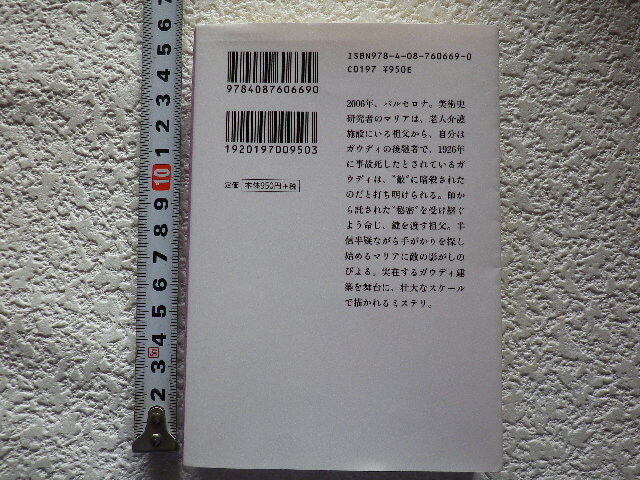 9784087606690
1920197009503
定価 本体950円+税
ISBN978-4-08-760669-0
C0197 ¥950E
2006年、バルセロナ。美術史
研究者のマリアは、老人介護
施設にいる祖父から、自分は
ガウディの後継者で、1926年
に事故死したとされているガ
ウディは、“敵”に暗殺されたの
だと打ち明けられる。師か
ら託された“秘密”を受け継ぐ
よう命じ、鍵を渡す祖父。半
信半疑ながら手がかりを探し
始めるマリアに敵の影がしの
びよる。実在するガウディ建
築を舞台に、壮大なスケール
で描かれるミステリ。
2 3 4 5 6 7 8 9 10 1 2 3 4 5 6 7